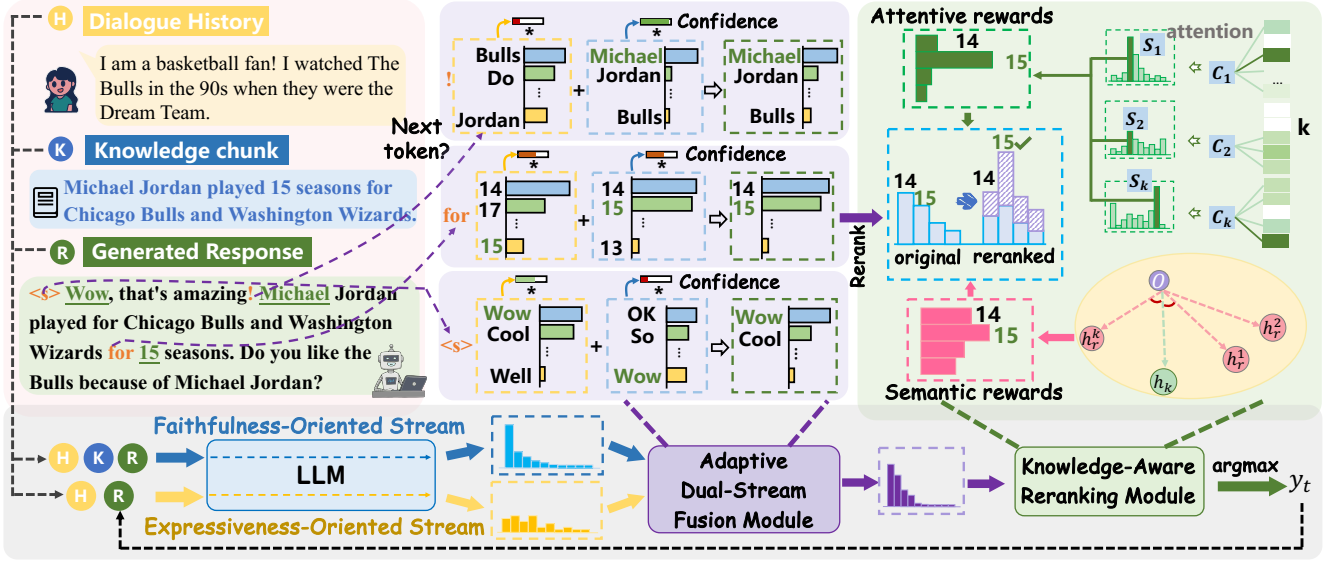 H Dialogue History
I am a basketball fan! I watched The
Bulls in the 90s when they were the
Dream Team.
K Knowledge chunk
Michael Jordan played 15 seasons for
Chicago Bulls and Washington Wizards.
R Generated Response
<s> Wow, that's amazing! Michael Jordan
played for Chicago Bulls and Washington
Wizards for 15 seasons. Do you like the
Bulls because of Michael Jordan?
Next
token?
Confidence
* *
!
Bulls
Do
...
Jordan
+
Michael
Jordan
...
Bulls
Michael
Jordan
...
Bulls
Confidence
* *
for
14
17
...
15
+
14
15
...
13
14
15
...
Confidence
* *
<s>
Wow
Cool
...
Well
+
OK
So
...
Wow
Wow
Cool
...
Rerank
Attentive rewards
14
15
attention
S1
C1
...
S2
C2
k
Sk
Ck
14
15
original
15
14
reranked
14
15
Semantic rewards
O
h_r^k
h_k
h_r^1
h_r^2
Faithfulness-Oriented Stream
H K R
LLM
H R
Expressiveness-Oriented Stream
Adaptive
Dual-Stream
Fusion Module
Knowledge-Aware
Reranking Module
argmax
y_t